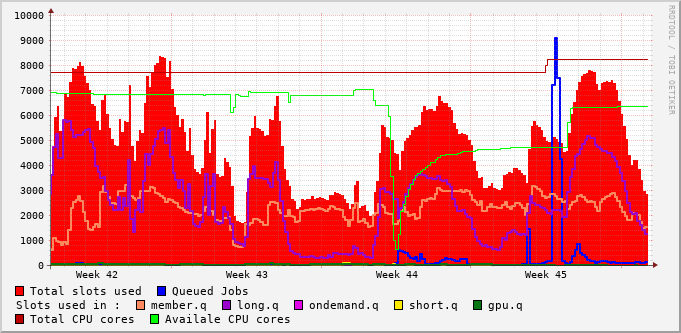 10000
9000
8000
7000
6000
5000
4000
3000
2000
1000
0
Week 42 Week 43 Week 44 Week 45
Total slots used Queued Jobs
Slots used in : member.q long.q ondemand.q short.q gpu.q
Total CPU cores Availale CPU cores
RRDTOOL / TOBI OETIKER